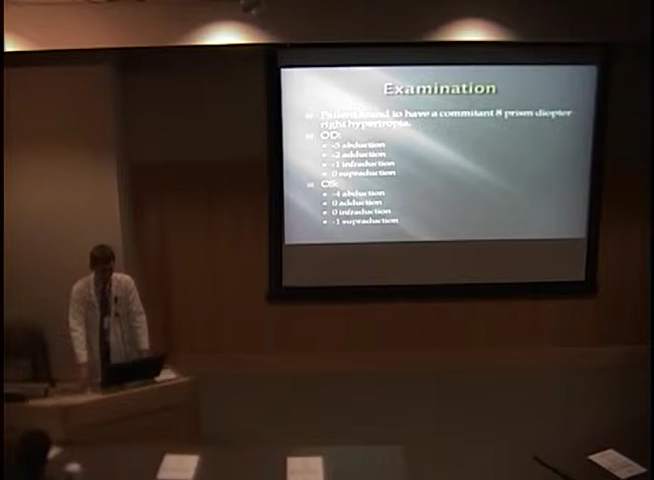 Examination
Patient found to have a commitant 8 prism diopter
right hypertropia.
OD:
-3 abduction
-2 adduction
-1 infraduction
0 supraduction
OS:
-4 abduction
0 adduction
0 infraduction
-1 supraduction